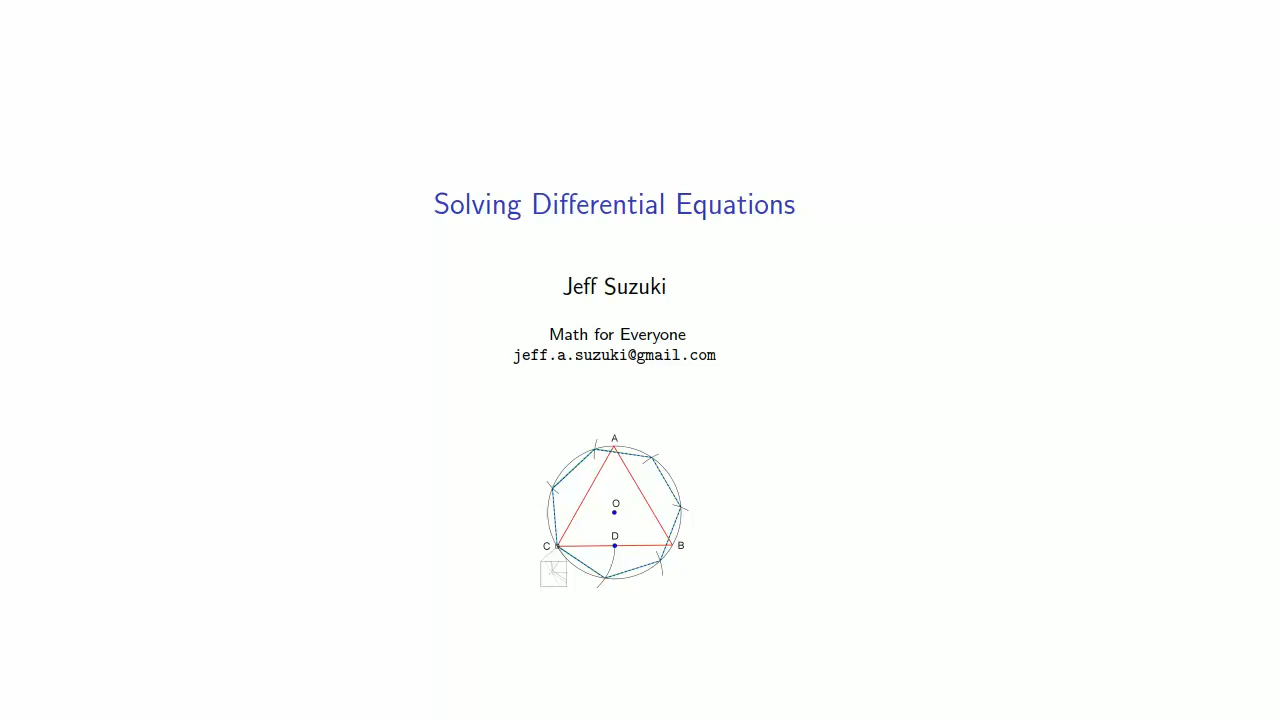 Solving Differential Equations
Jeff Suzuki
Math for Everyone
jeff.a.suzuki@gmail.com
A
O
D
C
B